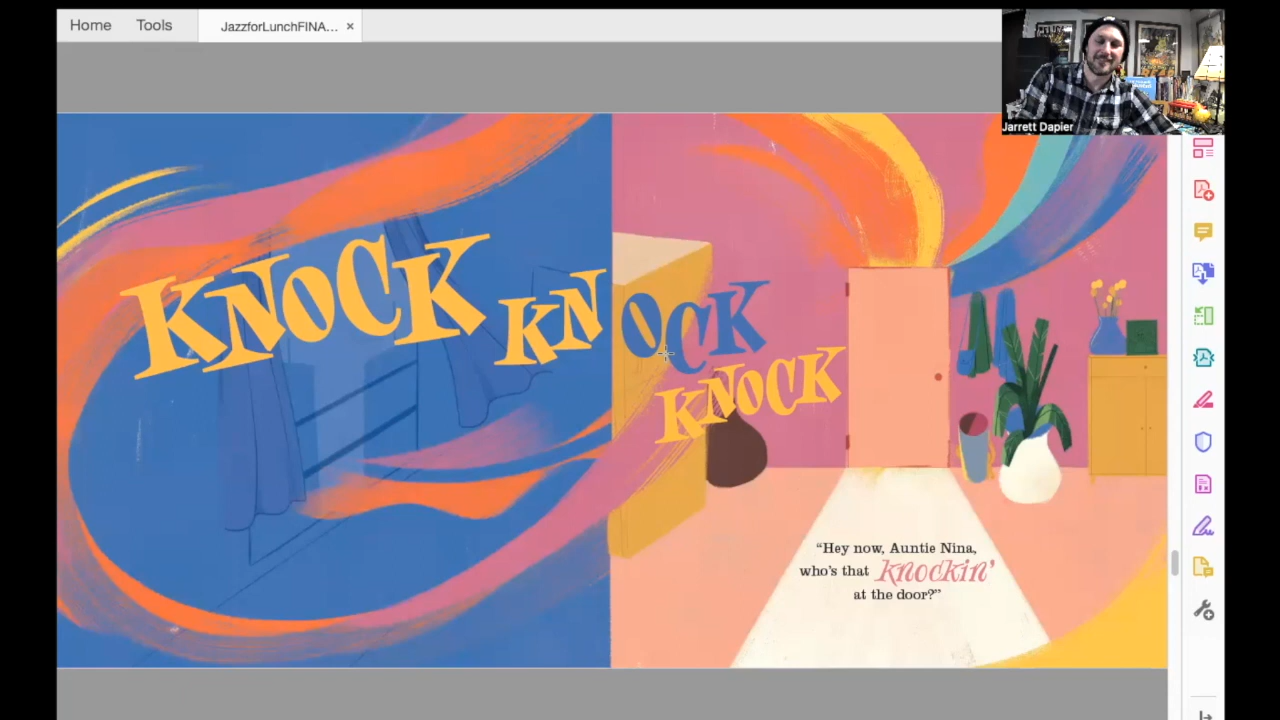 Home Tools JazzforLunchFINA... ×
Jarrett Dapier
KNOCK KNOCK
KNOCK
“Hey now, Auntie Nina,
who’s that knockin’
at the door?”